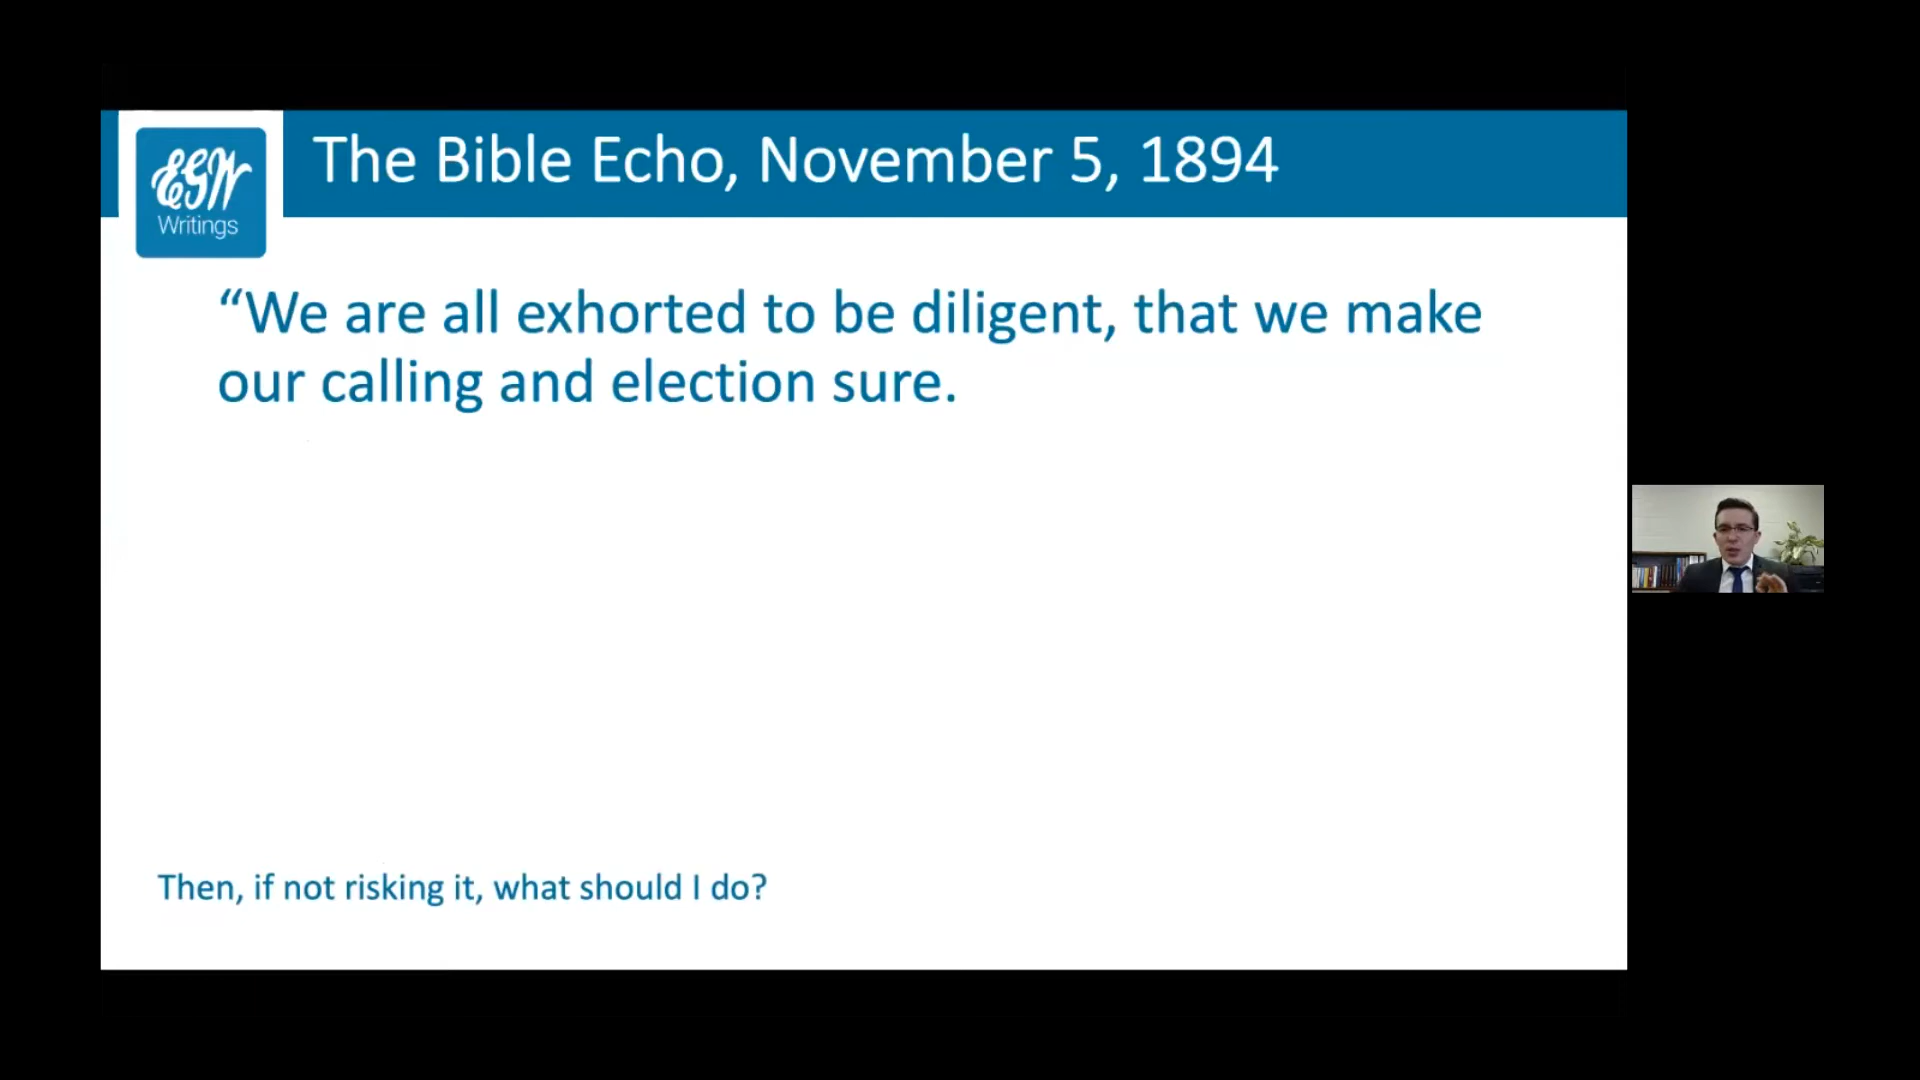 EGW
Writings
The Bible Echo, November 5, 1894
“We are all exhorted to be diligent, that we make
our calling and election sure.
Then, if not risking it, what should I do?